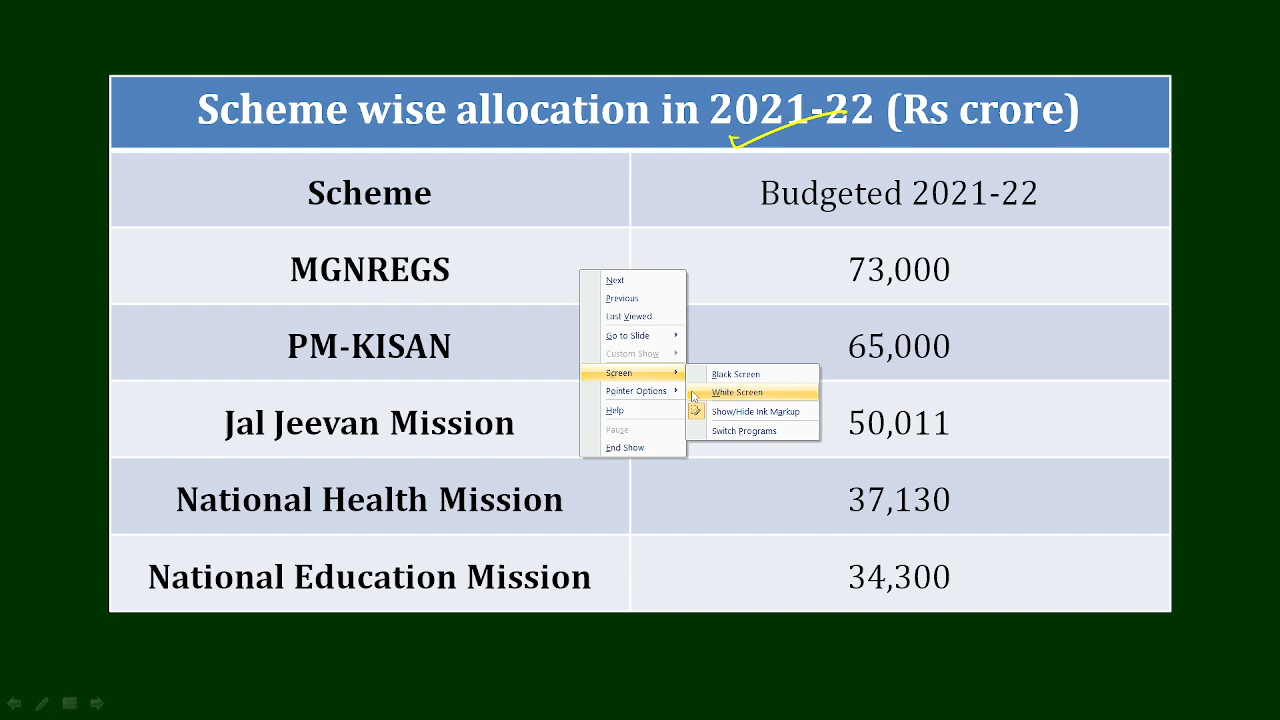 Scheme wise allocation in 2021-22 (Rs crore)
Scheme Budgeted 2021-22
MGNREGS 73,000
PM-KISAN 65,000
Jal Jeevan Mission 50,011
National Health Mission 37,130
National Education Mission 34,300
Next
Previous
Last Viewed
Go to Slide
Custom Show
Screen
Pointer Options
Help
Pause
End Show
Black Screen
White Screen
Show/Hide Ink Markup
Switch Programs